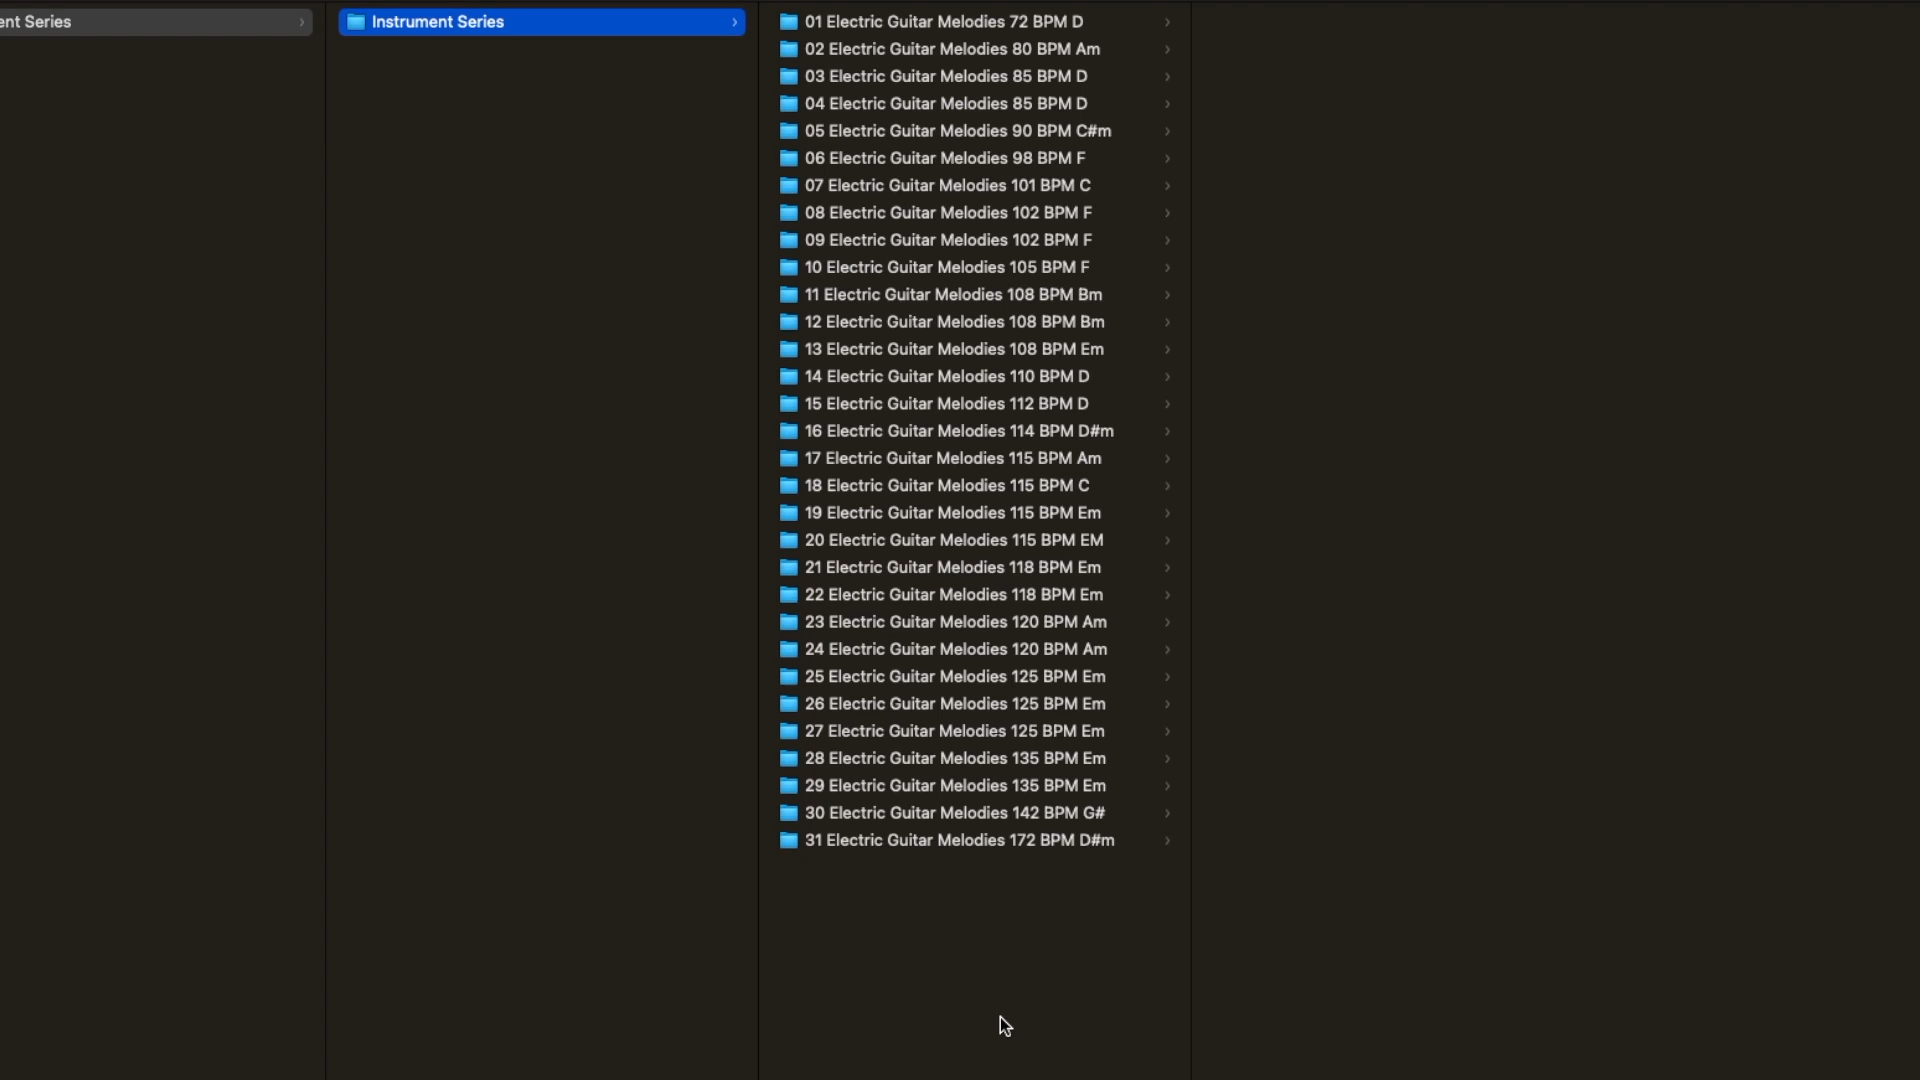 ent Series
Instrument Series
01 Electric Guitar Melodies 72 BPM D
02 Electric Guitar Melodies 80 BPM Am
03 Electric Guitar Melodies 85 BPM D
04 Electric Guitar Melodies 85 BPM D
05 Electric Guitar Melodies 90 BPM C#m
06 Electric Guitar Melodies 98 BPM F
07 Electric Guitar Melodies 101 BPM C
08 Electric Guitar Melodies 102 BPM F
09 Electric Guitar Melodies 102 BPM F
10 Electric Guitar Melodies 105 BPM F
11 Electric Guitar Melodies 108 BPM Bm
12 Electric Guitar Melodies 108 BPM Bm
13 Electric Guitar Melodies 108 BPM Em
14 Electric Guitar Melodies 110 BPM D
15 Electric Guitar Melodies 112 BPM D
16 Electric Guitar Melodies 114 BPM D#m
17 Electric Guitar Melodies 115 BPM Am
18 Electric Guitar Melodies 115 BPM C
19 Electric Guitar Melodies 115 BPM Em
20 Electric Guitar Melodies 115 BPM EM
21 Electric Guitar Melodies 118 BPM Em
22 Electric Guitar Melodies 118 BPM Em
23 Electric Guitar Melodies 120 BPM Am
24 Electric Guitar Melodies 120 BPM Am
25 Electric Guitar Melodies 125 BPM Em
26 Electric Guitar Melodies 125 BPM Em
27 Electric Guitar Melodies 125 BPM Em
28 Electric Guitar Melodies 135 BPM Em
29 Electric Guitar Melodies 135 BPM Em
30 Electric Guitar Melodies 142 BPM G#
31 Electric Guitar Melodies 172 BPM D#m